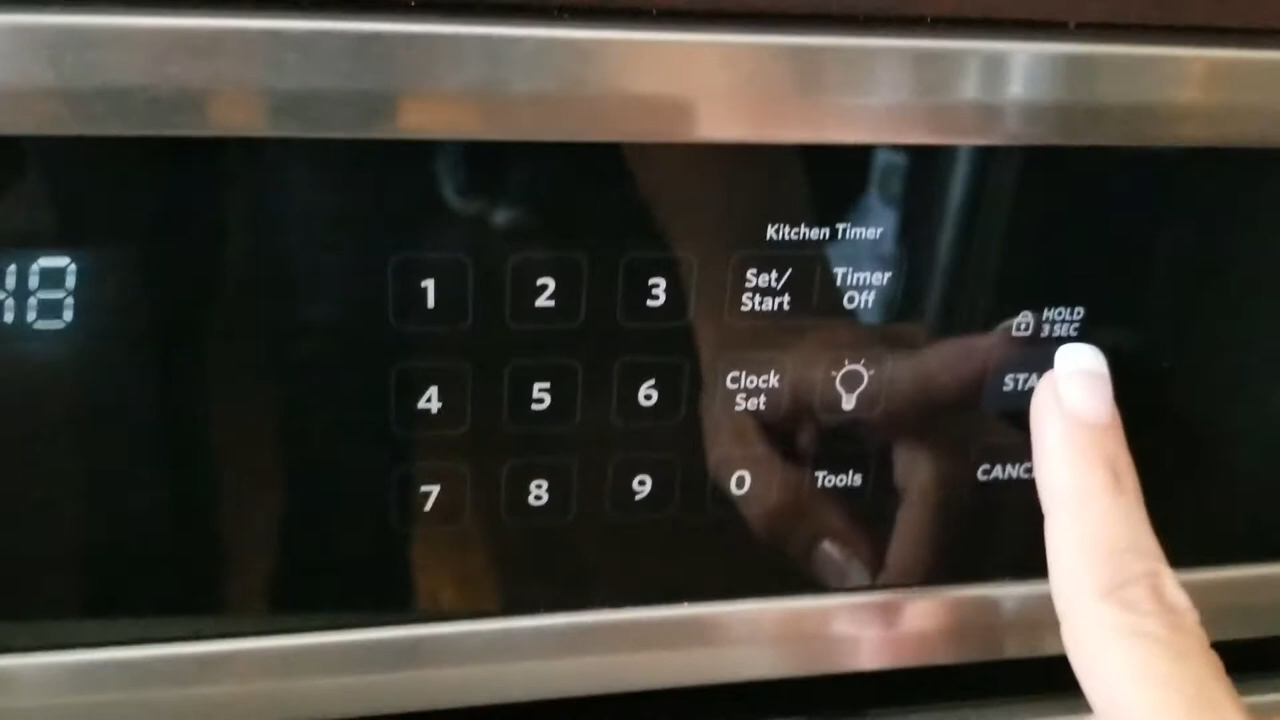 8
Kitchen Timer
1 2 3
Set/
Start
Timer
Off
HOLD
3 SEC
4 5 6
Clock
Set
7 8 9 0
Tools